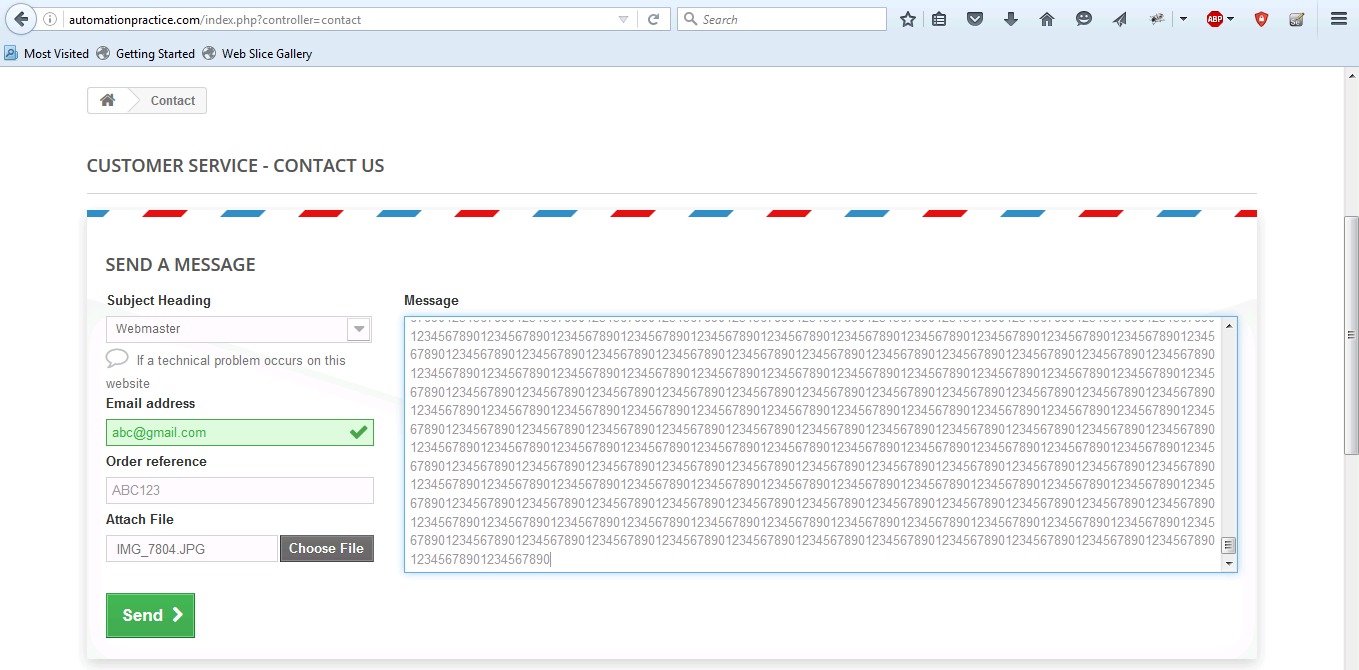 automationpractice.com/index.php?controller=contact
Search
ABP
Se
Most Visited
Getting Started
Web Slice Gallery
Contact
CUSTOMER SERVICE - CONTACT US
SEND A MESSAGE
Subject Heading
Webmaster
If a technical problem occurs on this
website
Email address
abc@gmail.com
Order reference
ABC123
Attach File
IMG_7804.JPG
Choose File
Send
Message
1234567890123456789012345678901234567890123456789012345678901234567890123456789012345678901234567890123456789012345
6789012345678901234567890123456789012345678901234567890123456789012345678901234567890123456789012345678901234567890
1234567890123456789012345678901234567890123456789012345678901234567890123456789012345678901234567890123456789012345
6789012345678901234567890123456789012345678901234567890123456789012345678901234567890123456789012345678901234567890
1234567890123456789012345678901234567890123456789012345678901234567890123456789012345678901234567890123456789012345
6789012345678901234567890123456789012345678901234567890123456789012345678901234567890123456789012345678901234567890
1234567890123456789012345678901234567890123456789012345678901234567890123456789012345678901234567890123456789012345
6789012345678901234567890123456789012345678901234567890123456789012345678901234567890123456789012345678901234567890
1234567890123456789012345678901234567890123456789012345678901234567890123456789012345678901234567890123456789012345
6789012345678901234567890123456789012345678901234567890123456789012345678901234567890123456789012345678901234567890
1234567890123456789012345678901234567890123456789012345678901234567890123456789012345678901234567890123456789012345
6789012345678901234567890123456789012345678901234567890123456789012345678901234567890123456789012345678901234567890
12345678901234567890